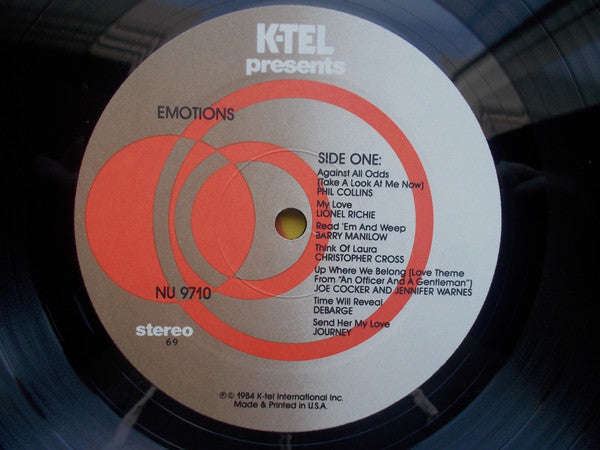 K-TEL
presents
EMOTIONS
SIDE ONE:
Against All Odds
(Take A Look At Me Now)
PHIL COLLINS
My Love
LIONEL RICHIE
Read 'Em And Weep
BARRY MANILOW
Think Of Laura
CHRISTOPHER CROSS
Up Where We Belong (Love Theme
From "An Officer And A Gentleman")
JOE COCKER AND JENNIFER WARNES
Time Will Reveal
DEBARGE
Send Her My Love
JOURNEY
NU 9710
stereo
69
℗© 1984 K-tel International Inc.
Made & Printed in U.S.A.